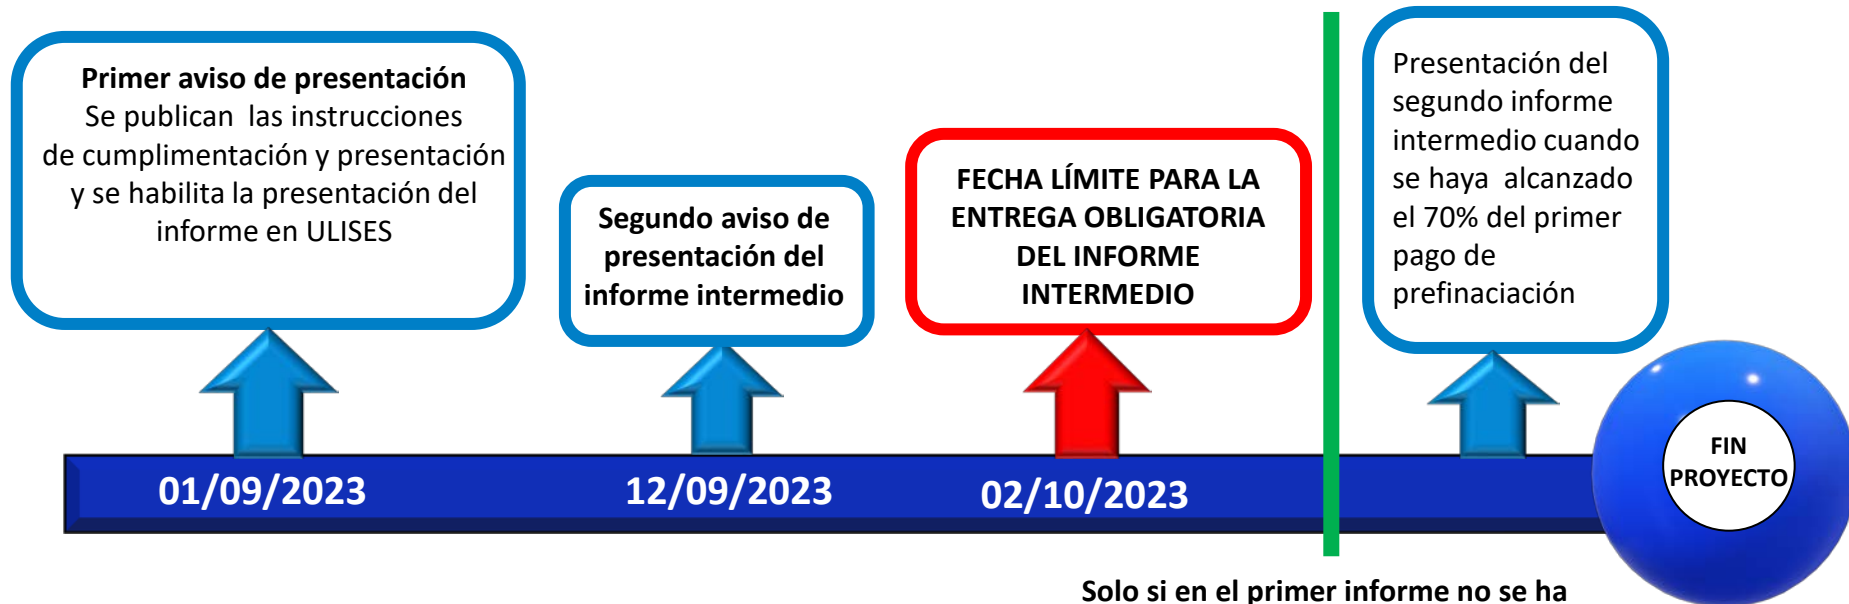 Primer aviso de presentación
Se publican las instrucciones
de cumplimentación y presentación
y se habilita la presentación del
informe en ULISES
Segundo aviso de
presentación del
informe intermedio
FECHA LÍMITE PARA LA
ENTREGA OBLIGATORIA
DEL INFORME
INTERMEDIO
Presentación del
segundo informe
intermedio cuando
se haya alcanzado
el 70% del primer
pago de
prefinaciación
01/09/2023
12/09/2023
02/10/2023
FIN
PROYECTO
Solo si en el primer informe no se ha